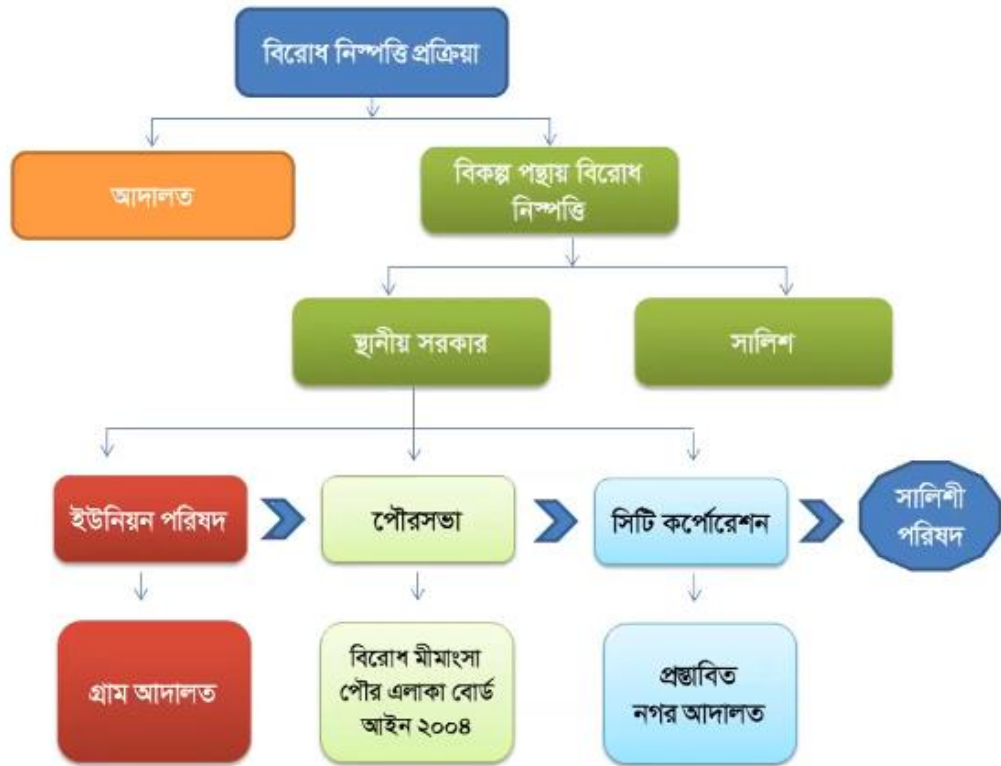 বিরোধ নিস্পত্তি প্রক্রিয়া
আদালত
বিকল্প পন্থায় বিরোধ
নিস্পত্তি
স্থানীয় সরকার
সালিশ
ইউনিয়ন পরিষদ
পৌরসভা
সিটি কর্পোরেশন
সালিশী
পরিষদ
গ্রাম আদালত
বিরোধ মীমাংসা
পৌর এলাকা বোর্ড
আইন ২০০৪
প্রস্তাবিত
নগর আদালত